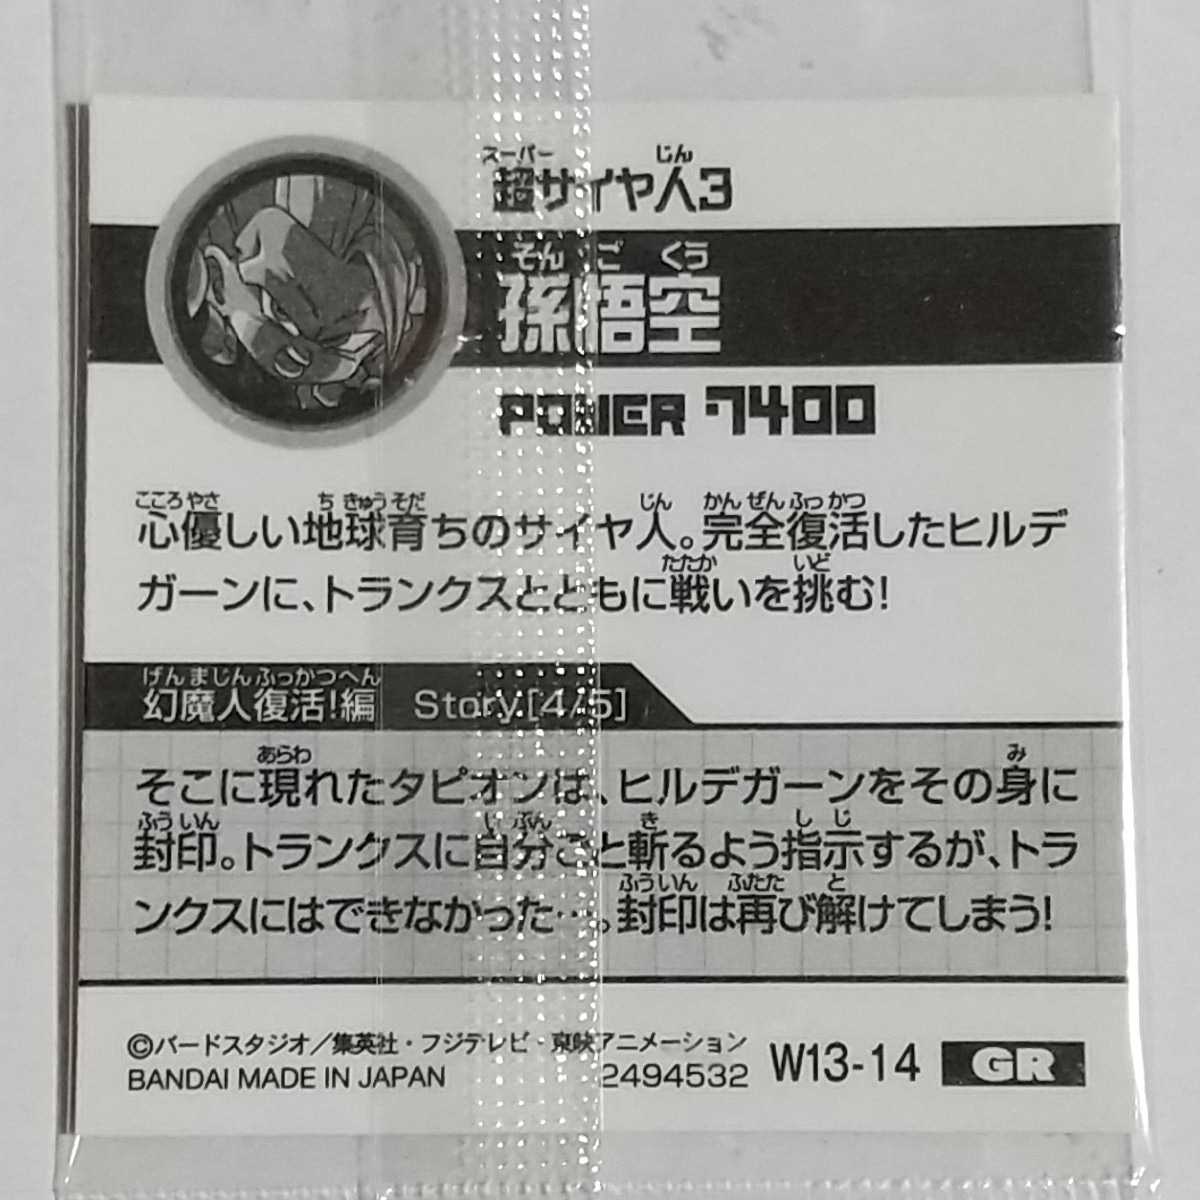 スーパー じん
超サイヤ人3
そん ご くう
孫悟空
POWER 7400
こころ やさ ち きゅう そだ じん かん ぜん ふっ かつ
心優しい地球育ちのサイヤ人。完全復活したヒルデ
たたか いど
ガーンに、トランクスとともに戦いを挑む!
げん ま じん ふっ かつ へん
幻魔人復活!編 Story[4/5]
あらわ み
そこに現れたタピオンは、ヒルデガーンをその身に
ふう いん じ ぶん き し じ
封印。トランクスに自分ごと斬るよう指示するが、トラ
ふう いん ふたた と
ンクスにはできなかった…。封印は再び解けてしまう!
©バードスタジオ/集英社・フジテレビ・東映アニメーション
BANDAI MADE IN JAPAN 2494532 W13-14 GR